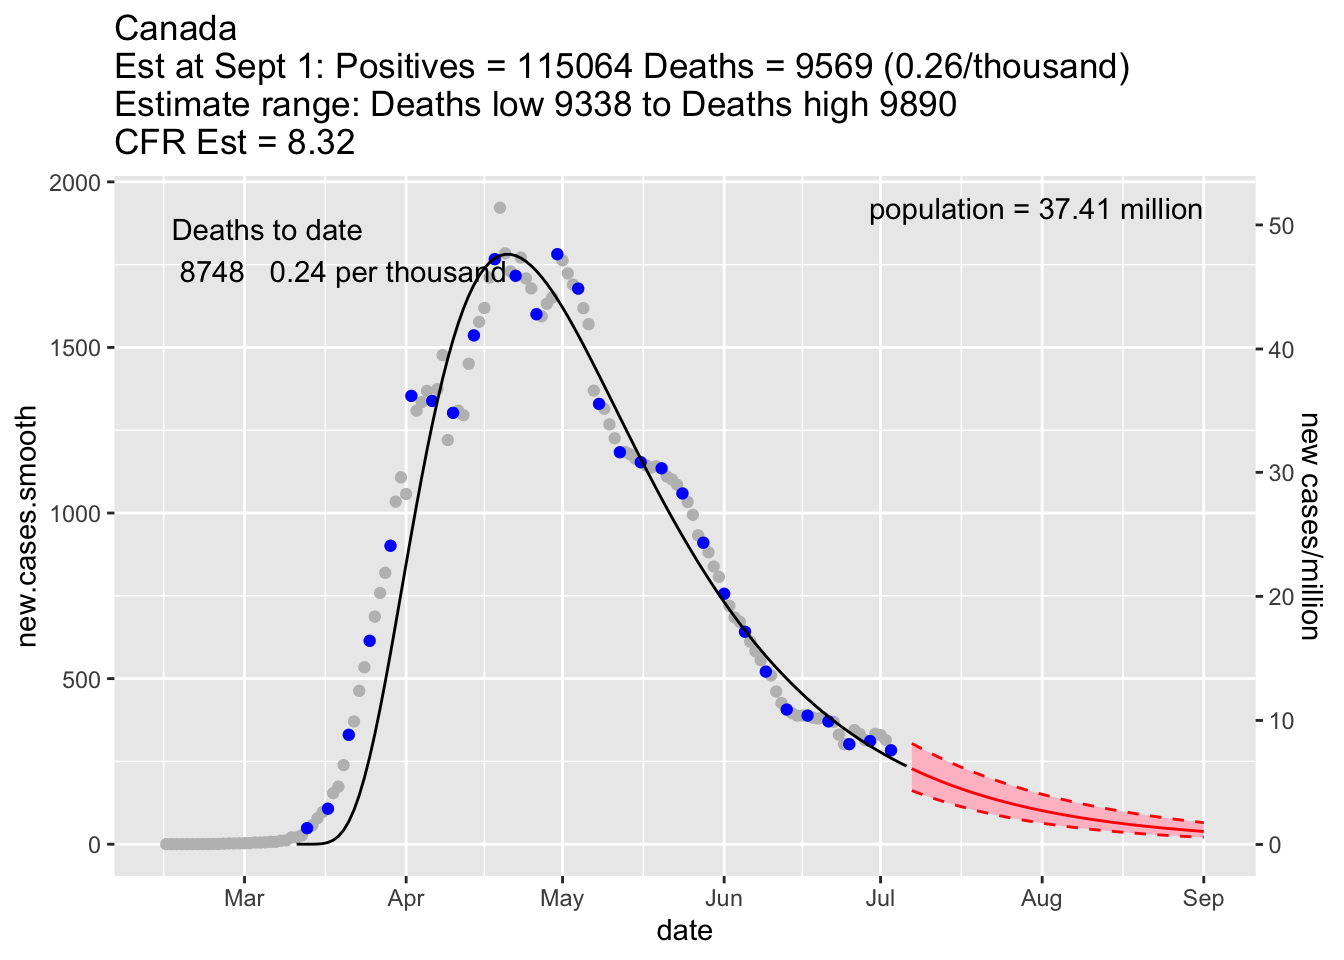 Canada
Est at Sept 1: Positives = 115064 Deaths = 9569 (0.26/thousand)
Estimate range: Deaths low 9338 to Deaths high 9890
CFR Est = 8.32
Deaths to date
8748 0.24 per thousand
population = 37.41 million
2000
1500
1000
500
0
new.cases.smooth
50
40
30
20
10
0
new cases/million
Mar Apr May Jun Jul Aug Sep
date